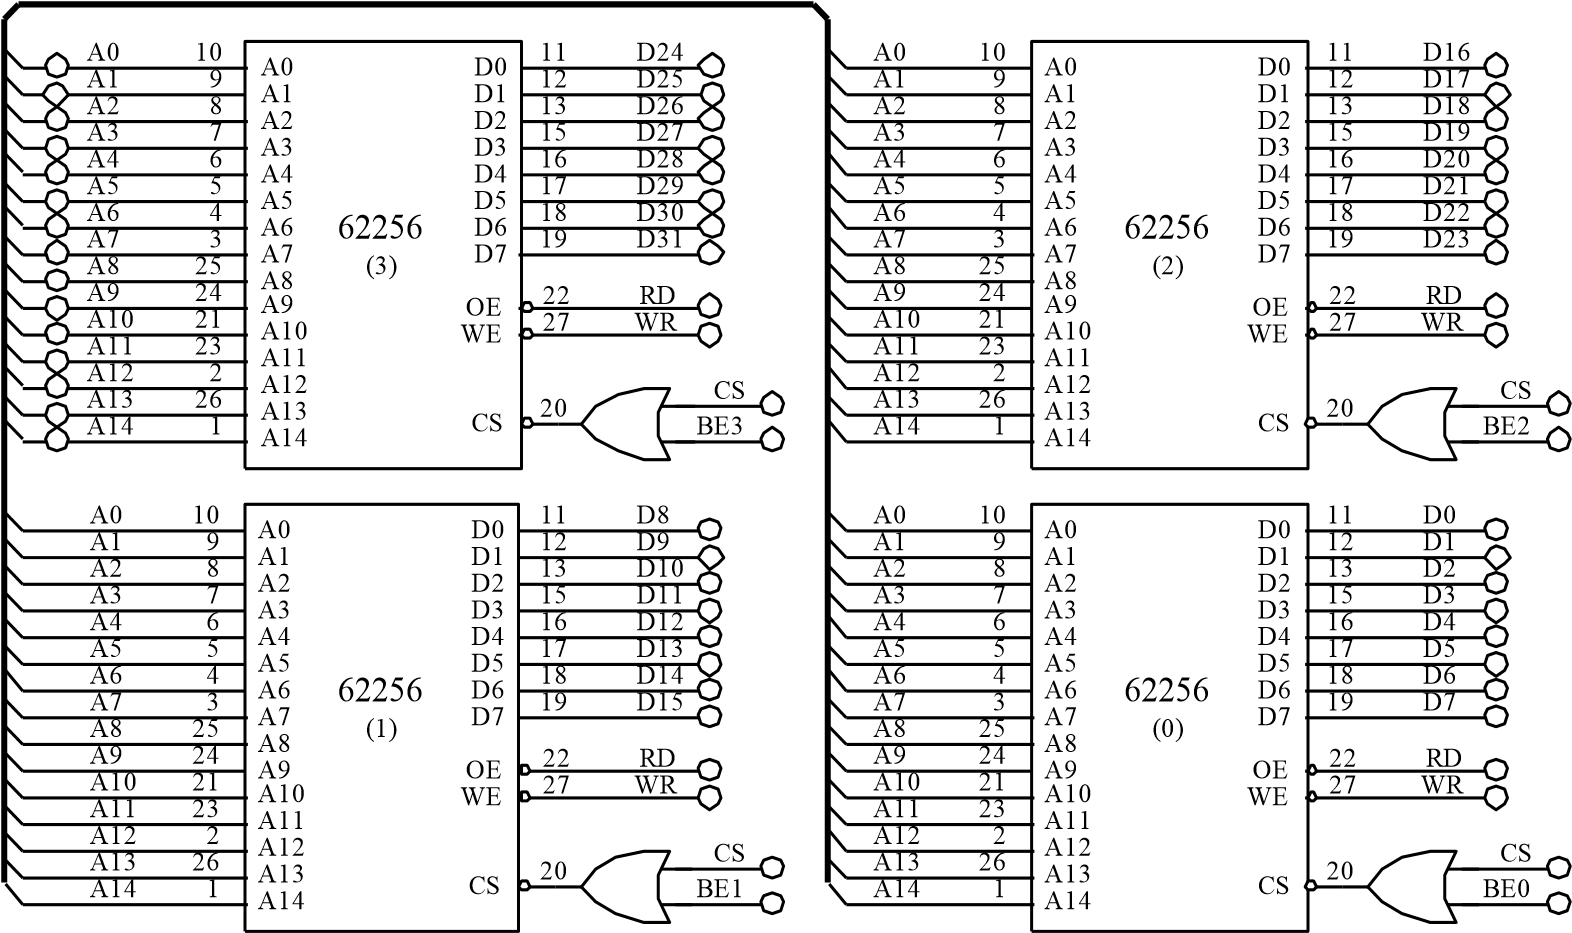 A0 10 A0 D0 11 D24
A1 9 A1 D1 12 D25
A2 8 A2 D2 13 D26
A3 7 A3 D3 15 D27
A4 6 A4 D4 16 D28
A5 5 A5 D5 17 D29
A6 4 A6 D6 18 D30
A7 3 A7 D7 19 D31
A8 25 A8
A9 24 A9 OE 22 RD
A10 21 A10 WE 27 WR
A11 23 A11
A12 2 A12
A13 26 A13
A14 1 A14
62256
(3)
CS 20 CS
BE3
A0 10 A0 D0 11 D16
A1 9 A1 D1 12 D17
A2 8 A2 D2 13 D18
A3 7 A3 D3 15 D19
A4 6 A4 D4 16 D20
A5 5 A5 D5 17 D21
A6 4 A6 D6 18 D22
A7 3 A7 D7 19 D23
A8 25 A8
A9 24 A9 OE 22 RD
A10 21 A10 WE 27 WR
A11 23 A11
A12 2 A12
A13 26 A13
A14 1 A14
62256
(2)
CS 20 CS
BE2
A0 10 A0 D0 11 D8
A1 9 A1 D1 12 D9
A2 8 A2 D2 13 D10
A3 7 A3 D3 15 D11
A4 6 A4 D4 16 D12
A5 5 A5 D5 17 D13
A6 4 A6 D6 18 D14
A7 3 A7 D7 19 D15
A8 25 A8
A9 24 A9 OE 22 RD
A10 21 A10 WE 27 WR
A11 23 A11
A12 2 A12
A13 26 A13
A14 1 A14
62256
(1)
CS 20 CS
BE1
A0 10 A0 D0 11 D0
A1 9 A1 D1 12 D1
A2 8 A2 D2 13 D2
A3 7 A3 D3 15 D3
A4 6 A4 D4 16 D4
A5 5 A5 D5 17 D5
A6 4 A6 D6 18 D6
A7 3 A7 D7 19 D7
A8 25 A8
A9 24 A9 OE 22 RD
A10 21 A10 WE 27 WR
A11 23 A11
A12 2 A12
A13 26 A13
A14 1 A14
62256
(0)
CS 20 CS
BE0